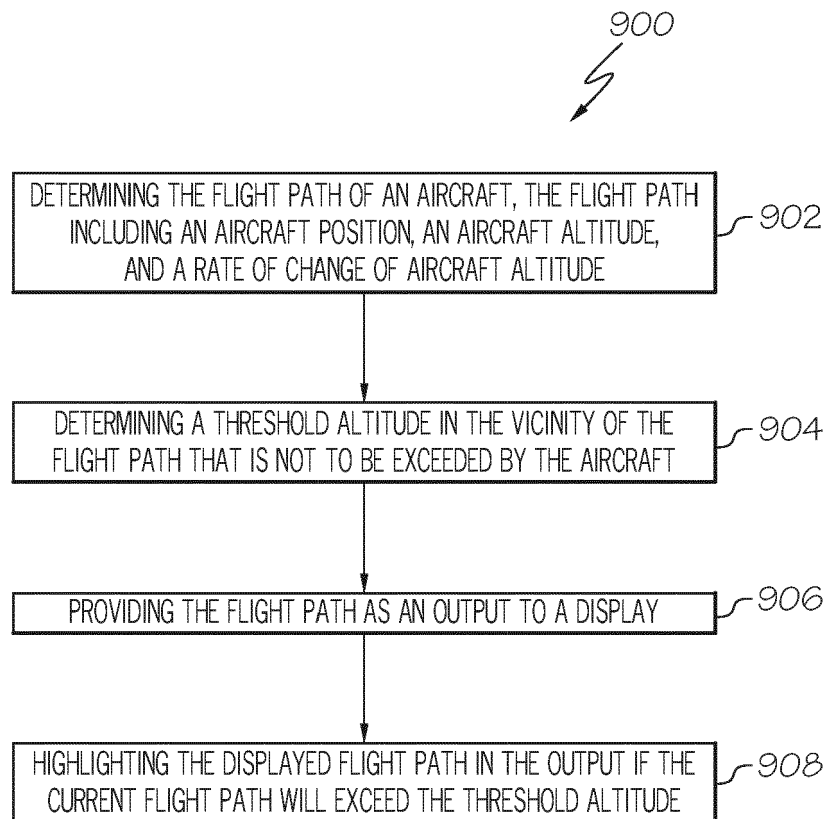 900
DETERMINING THE FLIGHT PATH OF AN AIRCRAFT, THE FLIGHT PATH
INCLUDING AN AIRCRAFT POSITION, AN AIRCRAFT ALTITUDE,
AND A RATE OF CHANGE OF AIRCRAFT ALTITUDE
902
DETERMINING A THRESHOLD ALTITUDE IN THE VICINITY OF THE
FLIGHT PATH THAT IS NOT TO BE EXCEEDED BY THE AIRCRAFT
904
PROVIDING THE FLIGHT PATH AS AN OUTPUT TO A DISPLAY
906
HIGHLIGHTING THE DISPLAYED FLIGHT PATH IN THE OUTPUT IF THE
CURRENT FLIGHT PATH WILL EXCEED THE THRESHOLD ALTITUDE
908